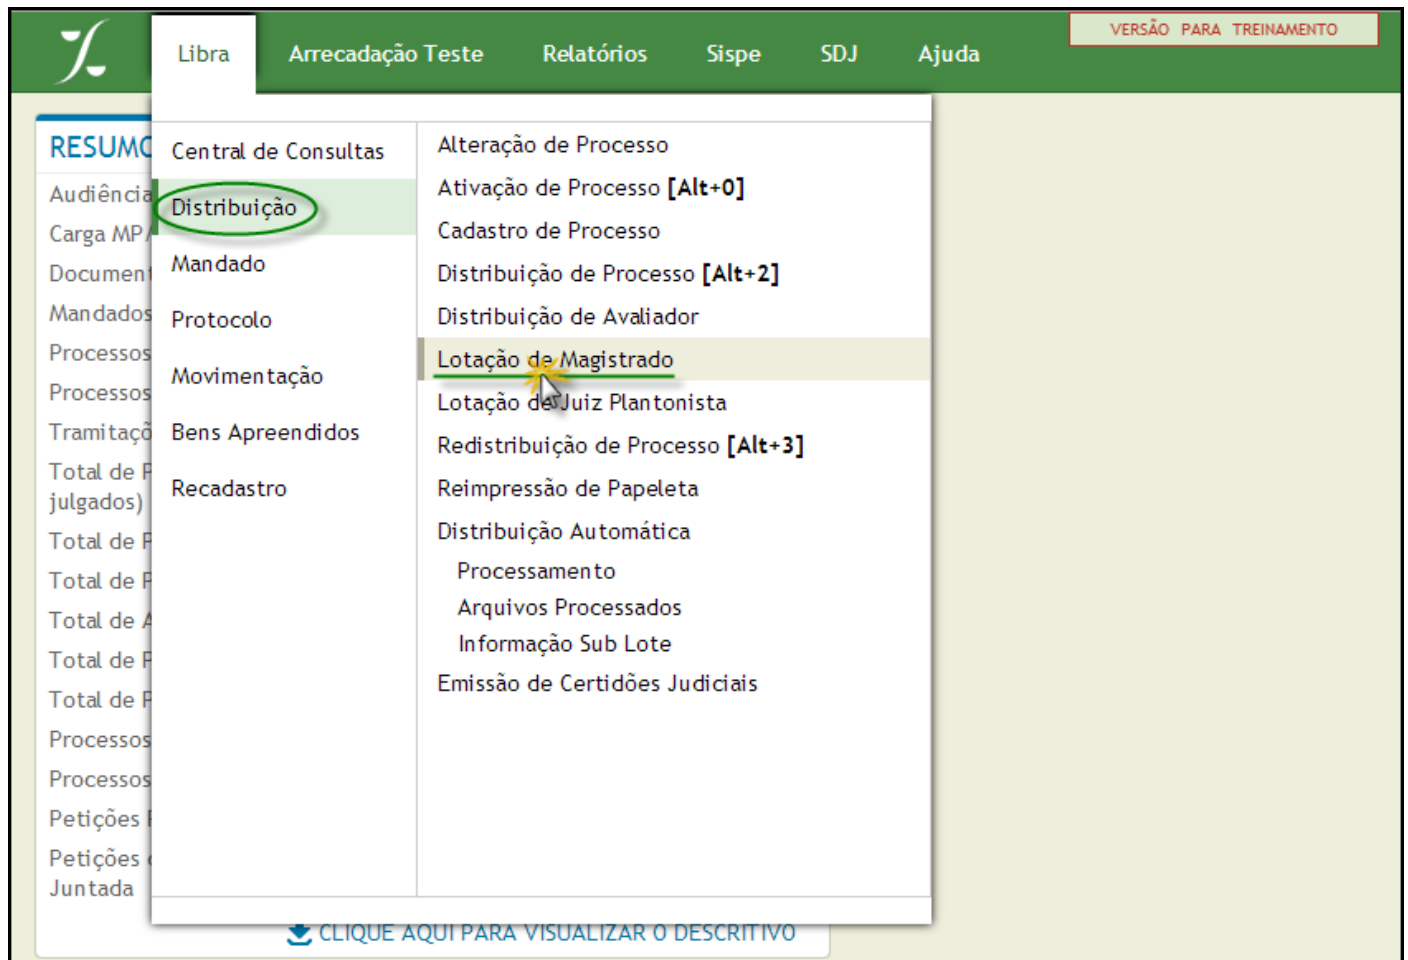 Libra
Arrecadação Teste
Relatórios
Sispe
SDJ
Ajuda
VERSÃO PARA TREINAMENTO
RESUMO
Audiência
Carga MP/
Document
Mandados
Processos
Processos
Tramitaçõ
Total de P
julgados)
Total de P
Total de P
Total de A
Total de P
Total de P
Processos
Processos
Petições
Petições
Juntada
Central de Consultas
Distribuição
Mandado
Protocolo
Movimentação
Bens Apreendidos
Recadastro
Alteração de Processo
Ativação de Processo [Alt+0]
Cadastro de Processo
Distribuição de Processo [Alt+2]
Distribuição de Avaliador
Lotação de Magistrado
Lotação de Juiz Plantonista
Redistribuição de Processo [Alt+3]
Reimpressão de Papeleta
Distribuição Automática
Processamento
Arquivos Processados
Informação Sub Lote
Emissão de Certidões Judiciais
CLIQUE AQUI PARA VISUALIZAR O DESCRITIVO